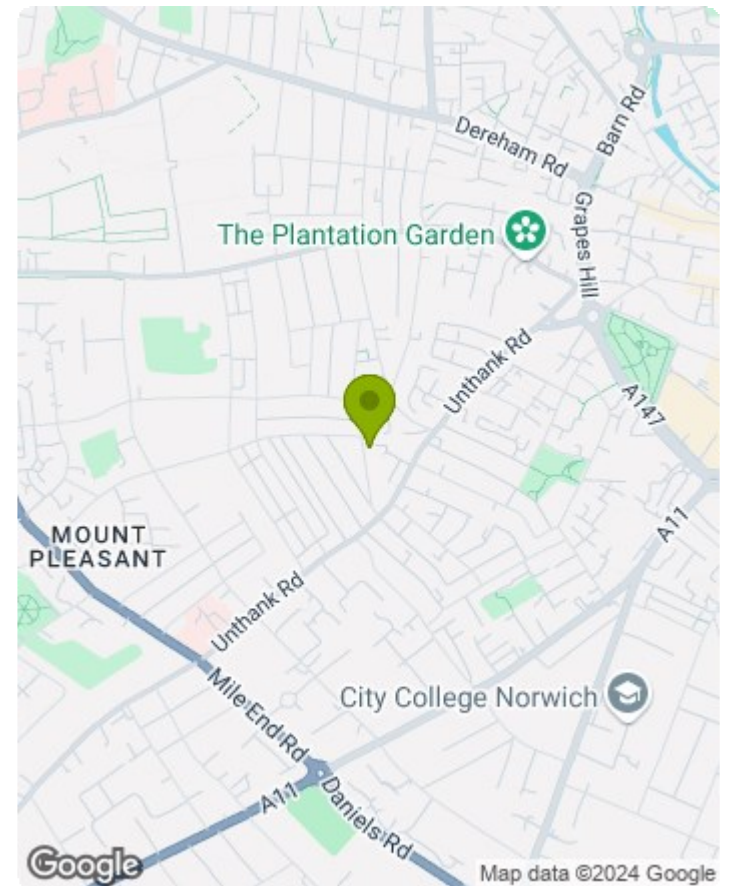 Dereham Rd
Barn Rd
The Plantation Garden
Grapes Hill
Unthank Rd
A147
MOUNT
PLEASANT
A11
Unthank Rd
City College Norwich
Mile End Rd
A11
Daniels Rd
Google
Map data ©2024 Google